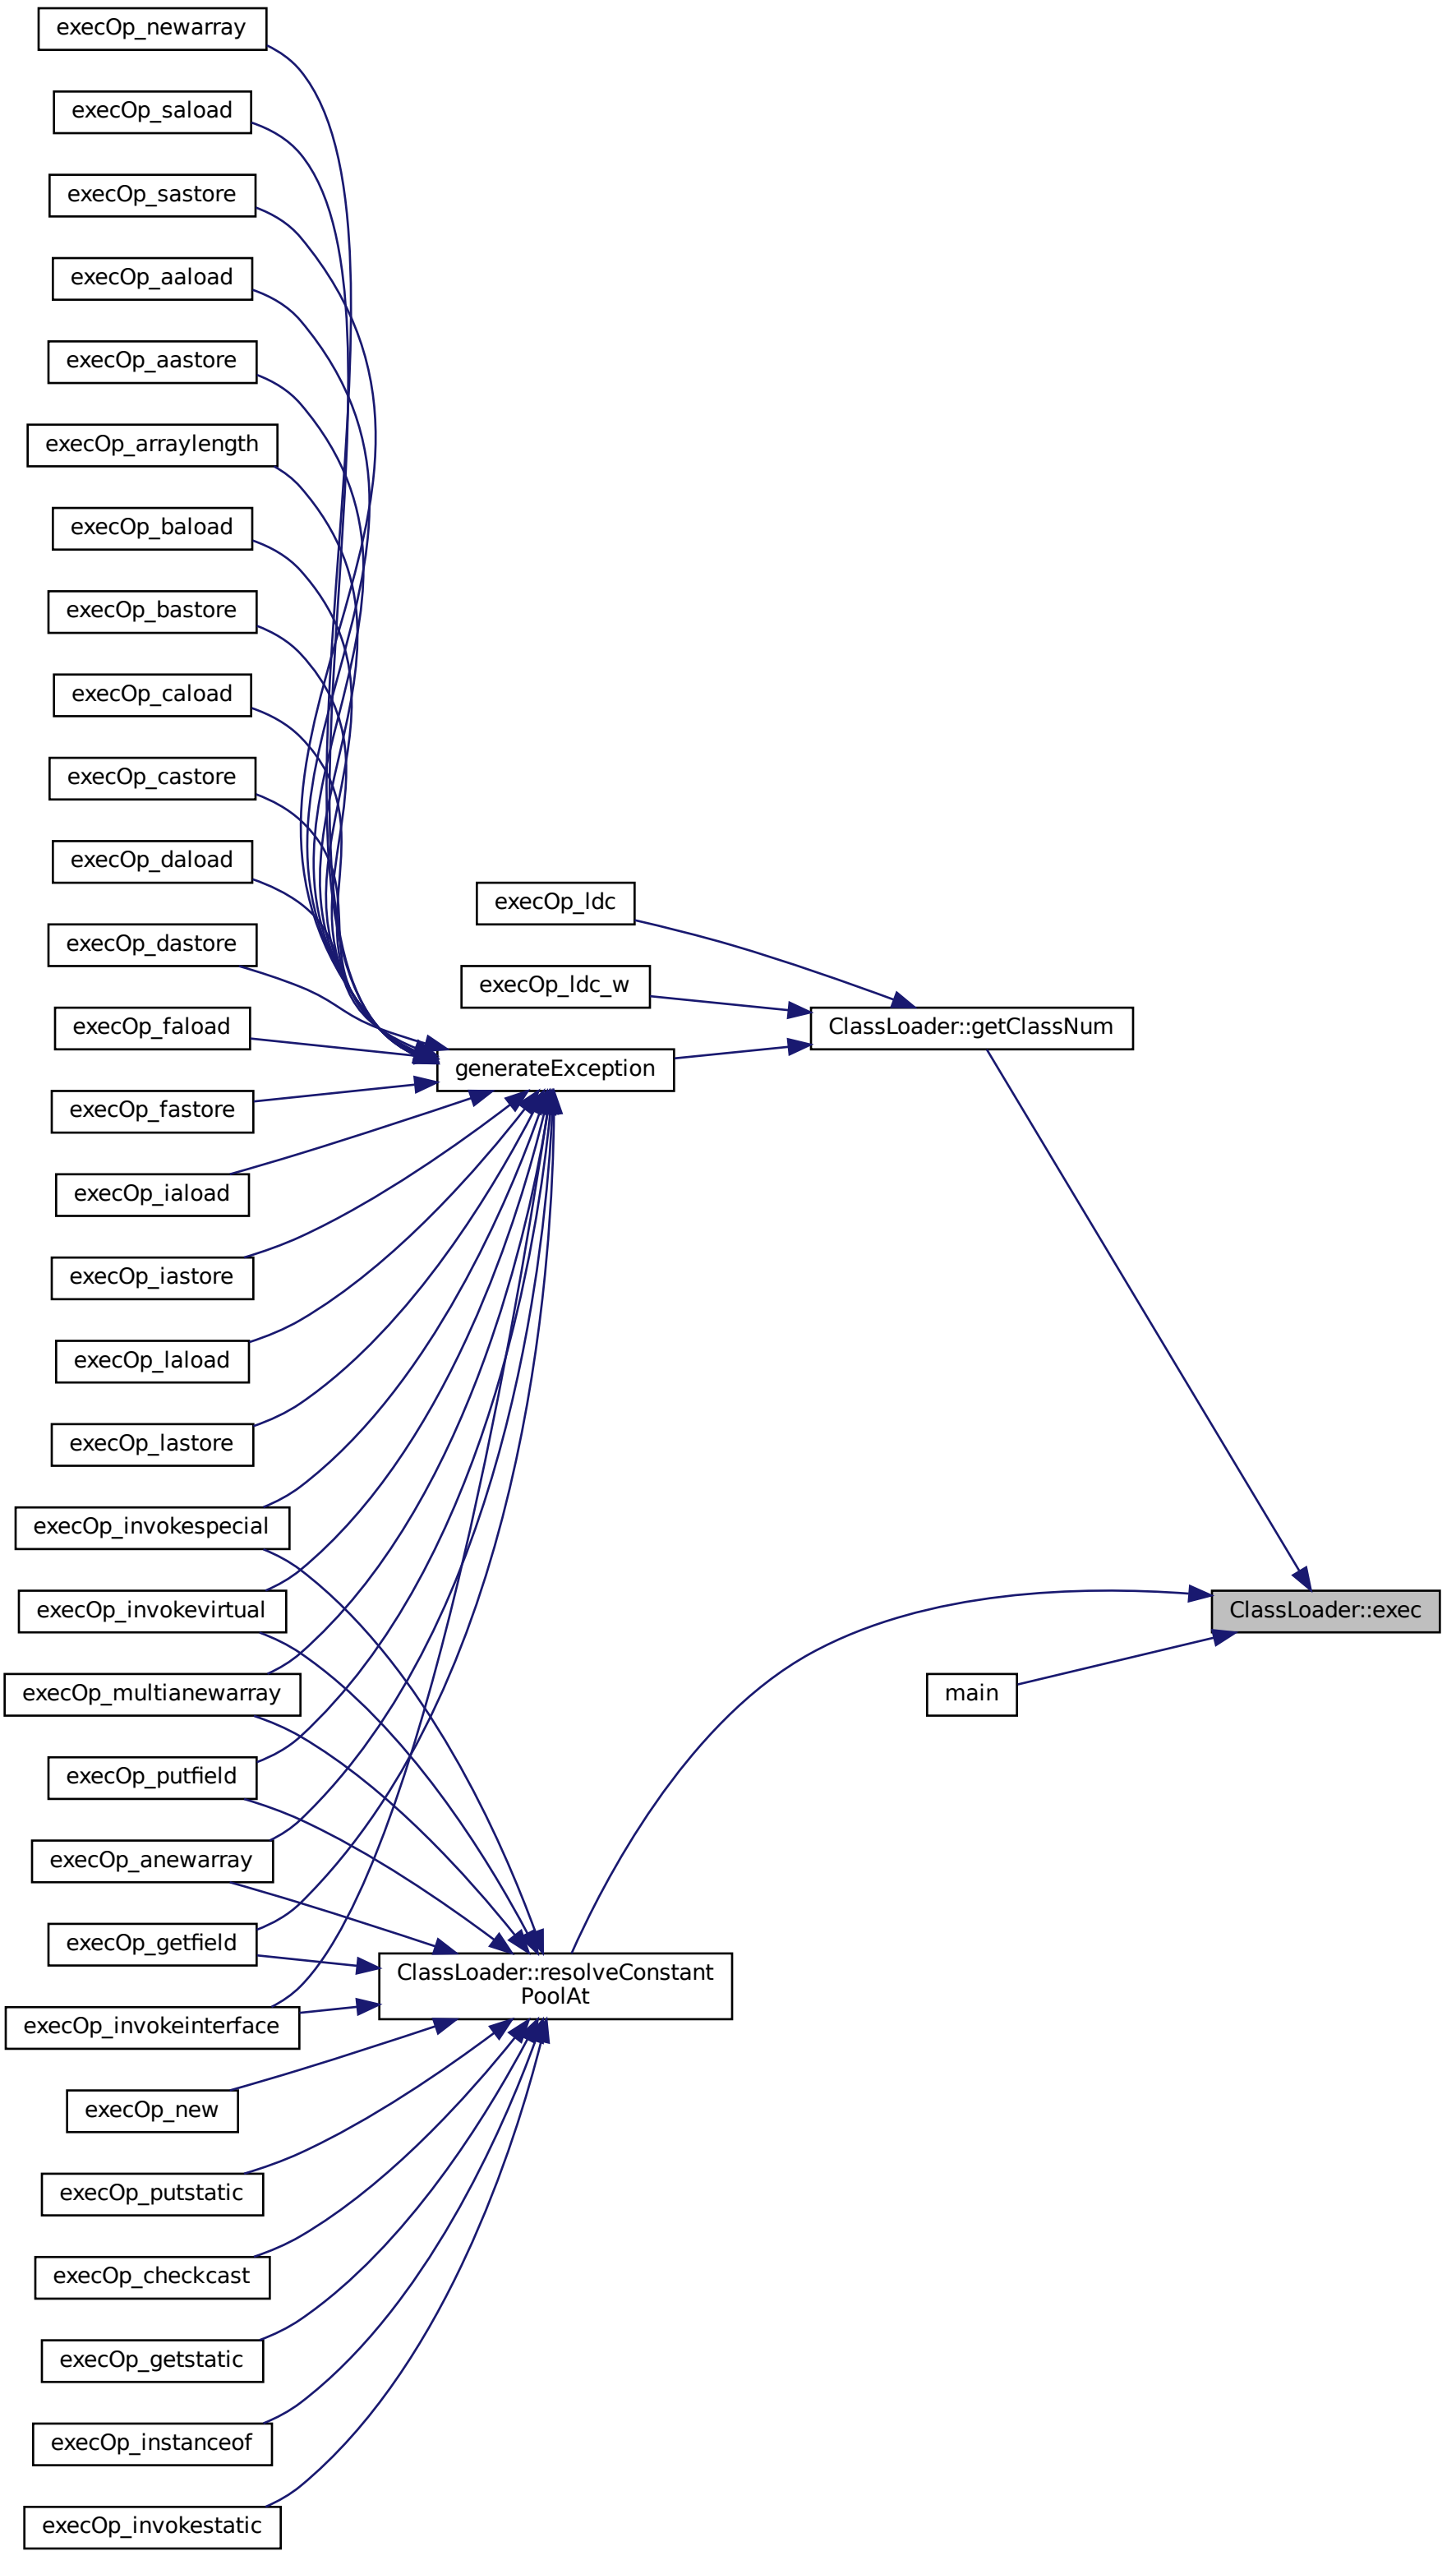 execOp_newarray
execOp_saload
execOp_sastore
execOp_aaload
execOp_aastore
execOp_arraylength
execOp_baload
execOp_bastore
execOp_caload
execOp_castore
execOp_daload
execOp_dastore
execOp_faload
execOp_fastore
execOp_iaload
execOp_iastore
execOp_laload
execOp_lastore
execOp_invokespecial
execOp_invokevirtual
execOp_multianewarray
execOp_putfield
execOp_anewarray
execOp_getfield
execOp_invokeinterface
execOp_new
execOp_putstatic
execOp_checkcast
execOp_getstatic
execOp_instanceof
execOp_invokestatic
execOp_ldc
execOp_ldc_w
generateException
ClassLoader::resolveConstant
PoolAt
ClassLoader::getClassNum
main
ClassLoader::exec